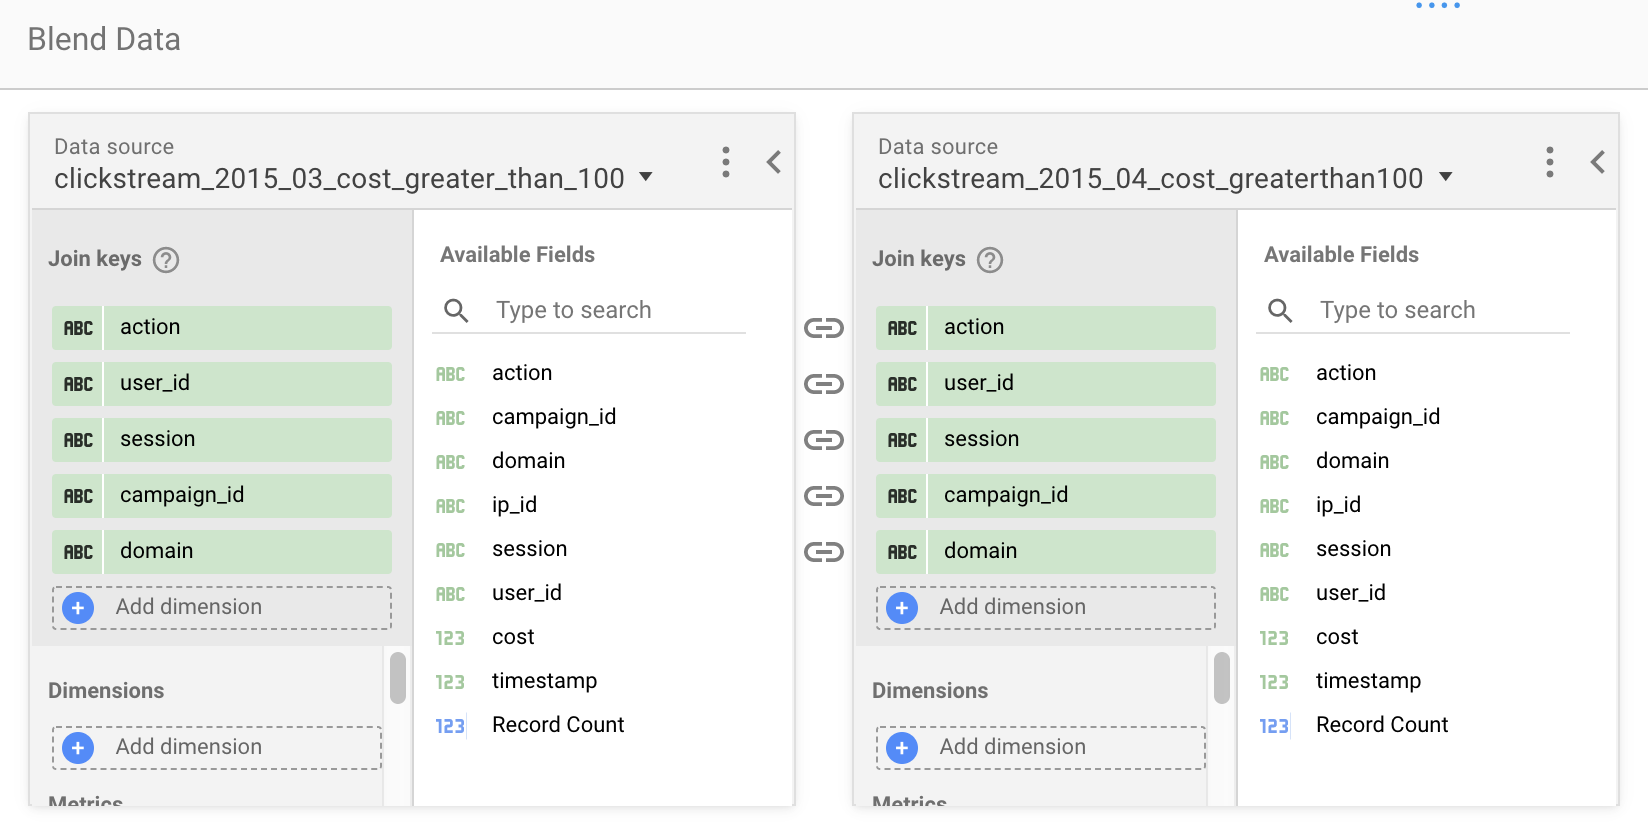 Blend Data
Data source
clickstream_2015_03_cost_greater_than_100
Join keys ?
ABC action
ABC user_id
ABC session
ABC campaign_id
ABC domain
+ Add dimension
Dimensions
+ Add dimension
Metrics
Available Fields
Type to search
ABC action
ABC campaign_id
ABC domain
ABC ip_id
ABC session
ABC user_id
123 cost
123 timestamp
123 Record Count
Data source
clickstream_2015_04_cost_greaterthan100
Join keys ?
ABC action
ABC user_id
ABC session
ABC campaign_id
ABC domain
+ Add dimension
Dimensions
+ Add dimension
Metrics
Available Fields
Type to search
ABC action
ABC campaign_id
ABC domain
ABC ip_id
ABC session
ABC user_id
123 cost
123 timestamp
123 Record Count